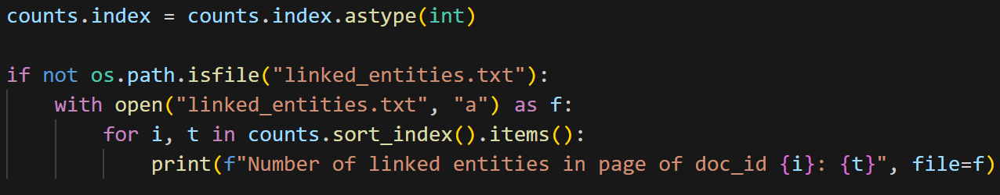 counts.index = counts.index.astype(int)
if not os.path.isfile("linked_entities.txt"):
    with open("linked_entities.txt", "a") as f:
        for i, t in counts.sort_index().items():
            print(f"Number of linked entities in page of doc_id {i}: {t}", file=f)